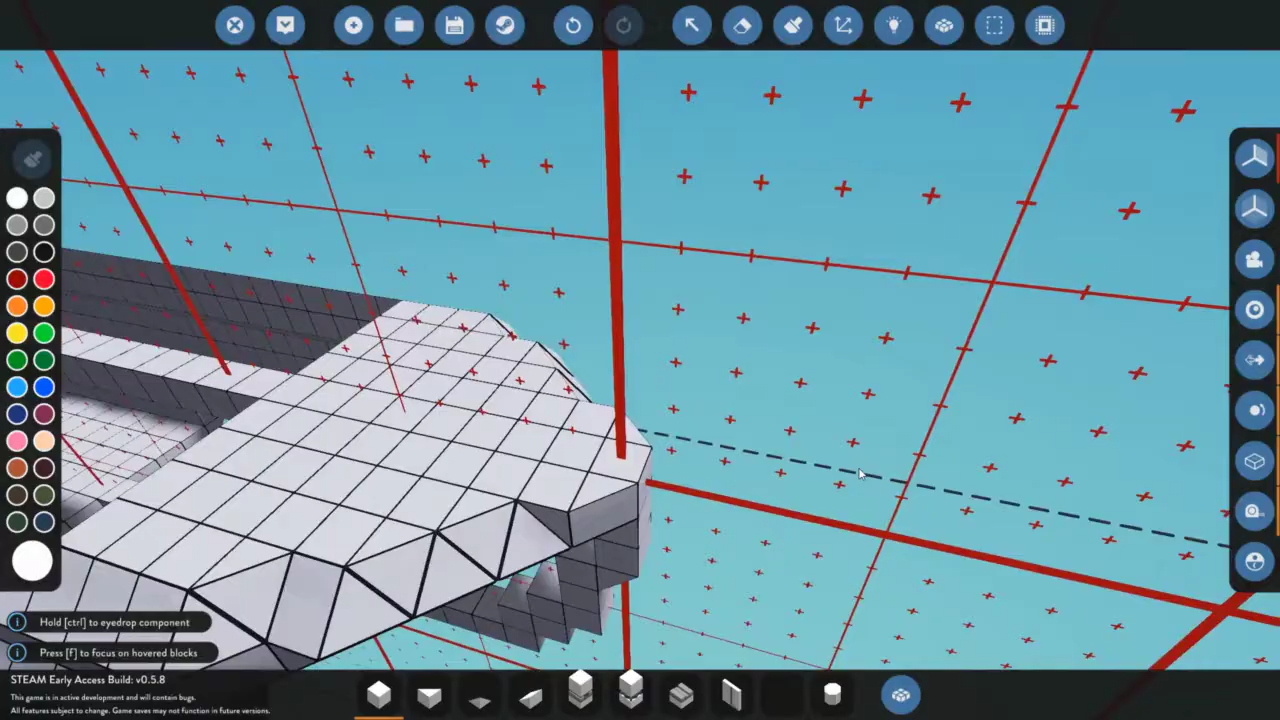 Hold [ctrl] to eyedrop component
Press [f] to focus on hovered blocks
STEAM Early Access Build: v0.5.8
This game is in active development and will contain bugs.
All features subject to change. Game saves may not function in future versions.